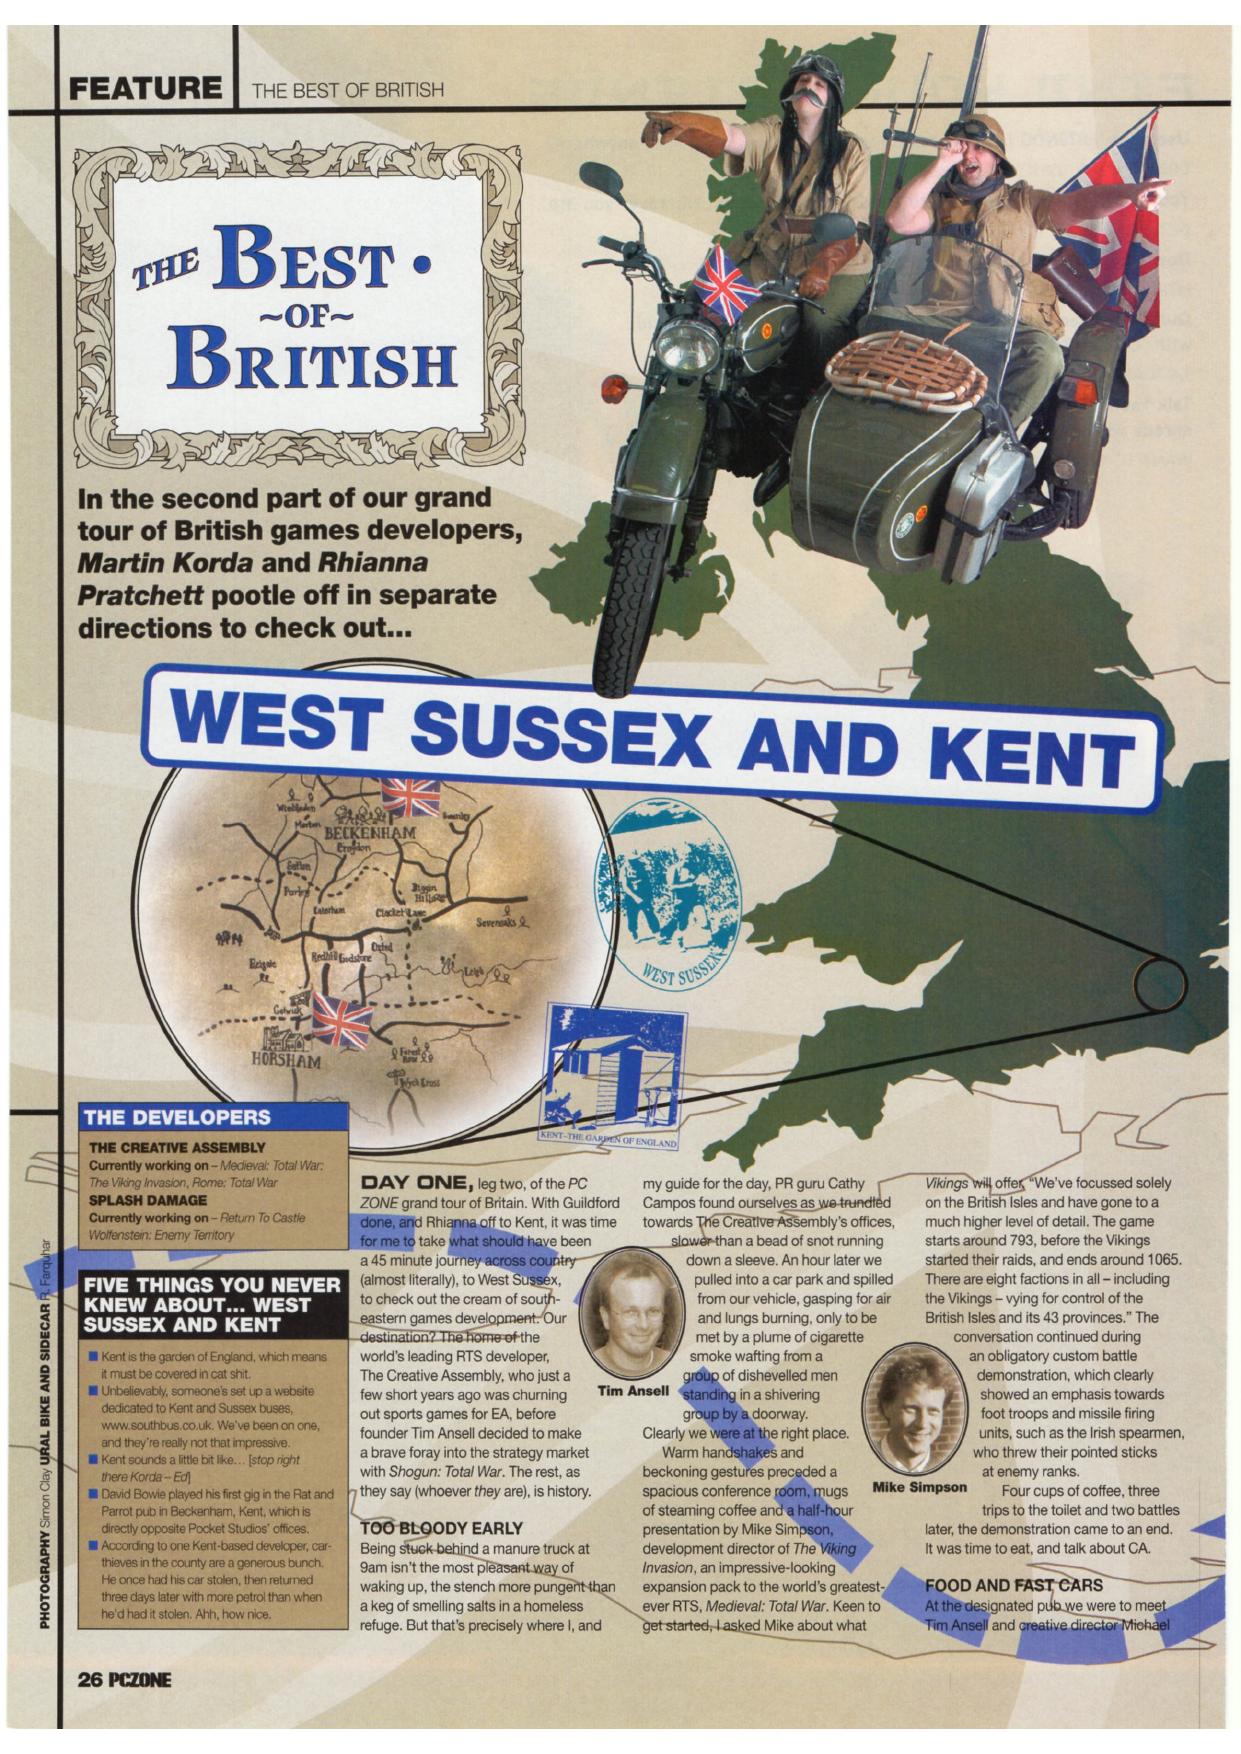 FEATURE
THE BEST OF BRITISH
THE BEST •
~OF~
BRITISH
In the second part of our grand
tour of British games developers,
Martin Korda and Rhianna
Pratchett pootle off in separate
directions to check out...
WEST SUSSEX AND KENT
Wimbledon
Merton
BECKENHAM
Croydon
Sutton
Purley
Biggin
Hill
Caterham
Clacket Lane
Sevenoaks
Oxted
Redhill
Godstone
Reigate
Leigh
Gatwick
HORSHAM
Forest
Row
Wych Cross
WEST SUSSEX
KENT-THE GARDEN OF ENGLAND
THE DEVELOPERS
THE CREATIVE ASSEMBLY
Currently working on – Medieval: Total War:
The Viking Invasion, Rome: Total War
SPLASH DAMAGE
Currently working on – Return To Castle
Wolfenstein: Enemy Territory
FIVE THINGS YOU NEVER
KNEW ABOUT... WEST
SUSSEX AND KENT
Kent is the garden of England, which means
it must be covered in cat shit.
Unbelievably, someone's set up a website
dedicated to Kent and Sussex buses,
www.southbus.co.uk. We've been on one,
and they're really not that impressive.
Kent sounds a little bit like... [stop right
there Korda – Ed]
David Bowie played his first gig in the Rat and
Parrot pub in Beckenham, Kent, which is
directly opposite Pocket Studios' offices.
According to one Kent-based developer, car-
thieves in the county are a generous bunch.
He once had his car stolen, then returned
three days later with more petrol than when
he'd had it stolen. Ahh, how nice.
PHOTOGRAPHY Simon Clay URAL BIKE AND SIDECAR R. Farquhar
DAY ONE, leg two, of the PC
ZONE grand tour of Britain. With Guildford
done, and Rhianna off to Kent, it was time
for me to take what should have been
a 45 minute journey across country
(almost literally), to West Sussex,
to check out the cream of south-
eastern games development. Our
destination? The home of the
world's leading RTS developer,
The Creative Assembly, who just a
few short years ago was churning
out sports games for EA, before
founder Tim Ansell decided to make
a brave foray into the strategy market
with Shogun: Total War. The rest, as
they say (whoever they are), is history.
TOO BLOODY EARLY
Being stuck behind a manure truck at
9am isn't the most pleasant way of
waking up, the stench more pungent than
a keg of smelling salts in a homeless
refuge. But that's precisely where I, and
my guide for the day, PR guru Cathy
Campos found ourselves as we trundled
towards The Creative Assembly's offices,
slower than a bead of snot running
down a sleeve. An hour later we
pulled into a car park and spilled
from our vehicle, gasping for air
and lungs burning, only to be
met by a plume of cigarette
smoke wafting from a
group of dishevelled men
standing in a shivering
group by a doorway.
Clearly we were at the right place.
Warm handshakes and
beckoning gestures preceded a
spacious conference room, mugs
of steaming coffee and a half-hour
presentation by Mike Simpson,
development director of The Viking
Invasion, an impressive-looking
expansion pack to the world's greatest-
ever RTS, Medieval: Total War. Keen to
get started, I asked Mike about what
Tim Ansell
Vikings will offer. "We've focussed solely
on the British Isles and have gone to a
much higher level of detail. The game
starts around 793, before the Vikings
started their raids, and ends around 1065.
There are eight factions in all – including
the Vikings – vying for control of the
British Isles and its 43 provinces." The
conversation continued during
an obligatory custom battle
demonstration, which clearly
showed an emphasis towards
foot troops and missile firing
units, such as the Irish spearmen,
who threw their pointed sticks
at enemy ranks.
Four cups of coffee, three
trips to the toilet and two battles
later, the demonstration came to an end.
It was time to eat, and talk about CA.
Mike Simpson
FOOD AND FAST CARS
At the designated pub we were to meet
Tim Ansell and creative director Michael
26 PCZONE